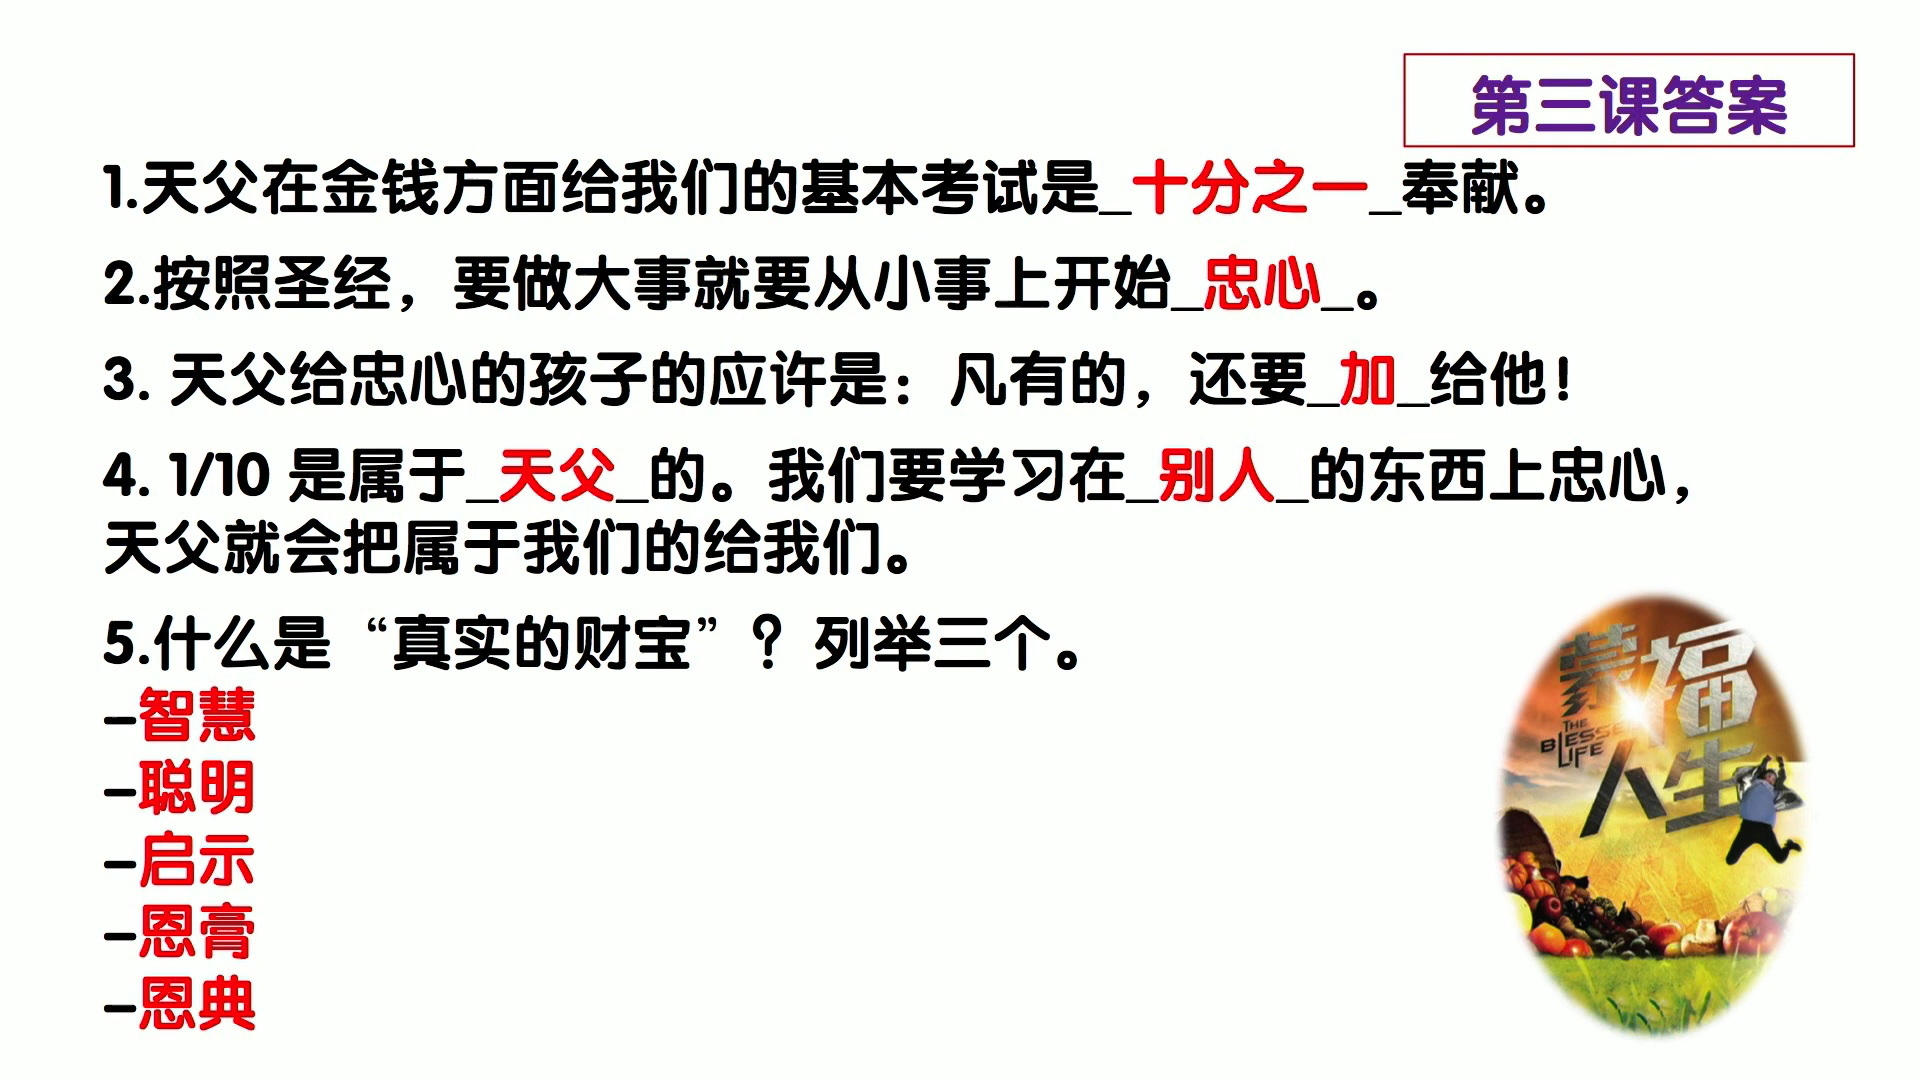 第三课答案
1.天父在金钱方面给我们的基本考试是_十分之一_奉献。
2.按照圣经，要做大事就要从小事上开始_忠心_。
3. 天父给忠心的孩子的应许是：凡有的，还要_加_给他！
4. 1/10 是属于_天父_的。我们要学习在_别人_的东西上忠心，
天父就会把属于我们的给我们。
5.什么是“真实的财宝”？列举三个。
–智慧
–聪明
–启示
–恩膏
–恩典
蒙福
THE
BLESSE
LIFE
人生